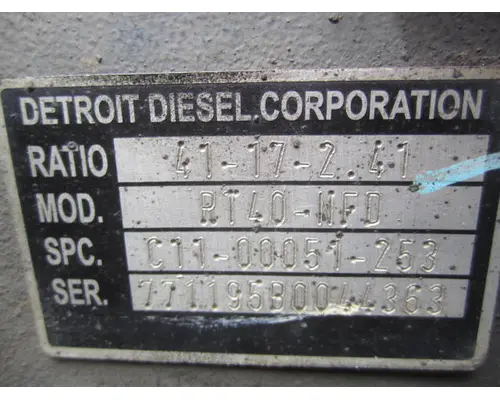 DETROIT DIESEL CORPORATION
RATIO 41-17-2.41
MOD. RT40-NFD
SPC. C11-00051-253
SER. 771195B0044363